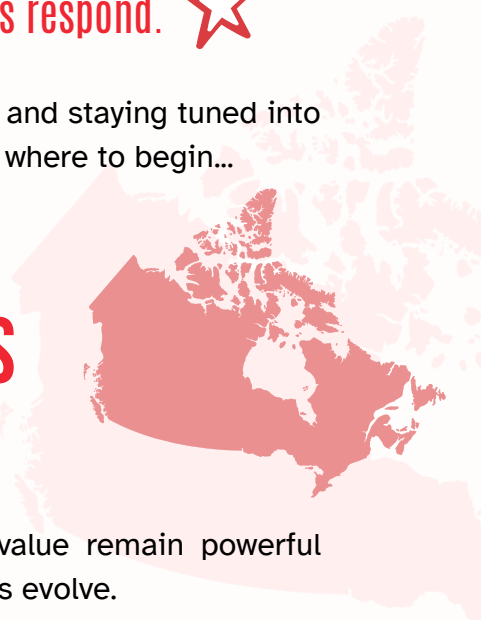 s respond.
and staying tuned into
where to begin...
S
value remain powerful
s evolve.